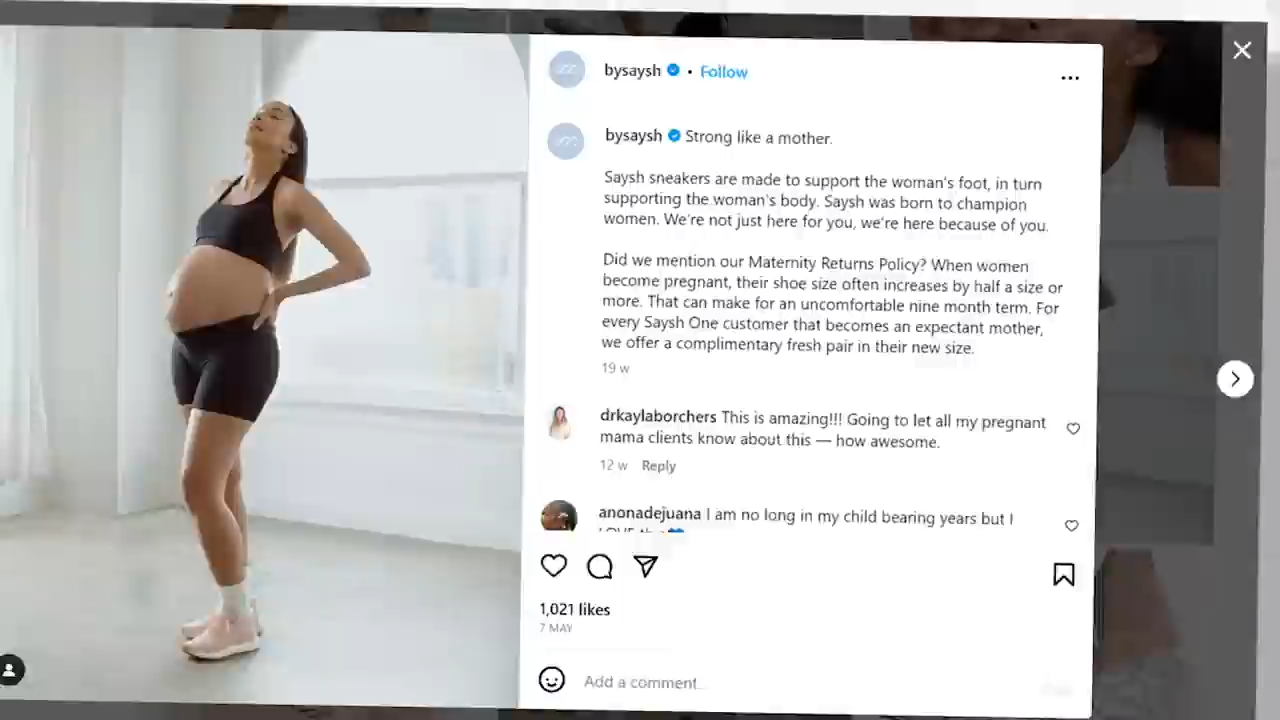 bysaysh • Follow
bysaysh Strong like a mother.
Saysh sneakers are made to support the woman's foot, in turn
supporting the woman's body. Saysh was born to champion
women. We're not just here for you, we're here because of you.
Did we mention our Maternity Returns Policy? When women
become pregnant, their shoe size often increases by half a size or
more. That can make for an uncomfortable nine month term. For
every Saysh One customer that becomes an expectant mother,
we offer a complimentary fresh pair in their new size.
19 w
drkaylaborchers This is amazing!!! Going to let all my pregnant
mama clients know about this — how awesome.
12 w Reply
anonadejuana I am no long in my child bearing years but I
1,021 likes
7 MAY
Add a comment...